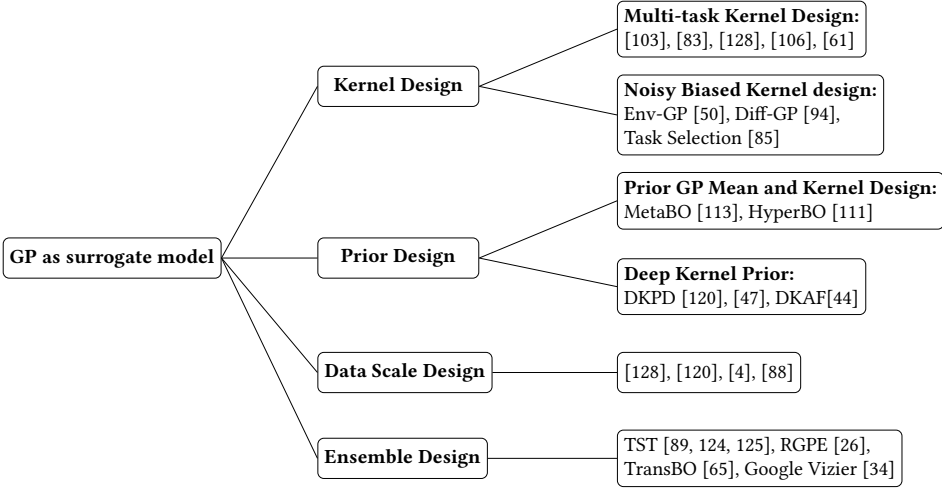 GP as surrogate model
Kernel Design
Multi-task Kernel Design:
[103], [83], [128], [106], [61]
Noisy Biased Kernel design:
Env-GP [50], Diff-GP [94],
Task Selection [85]
Prior Design
Prior GP Mean and Kernel Design:
MetaBO [113], HyperBO [111]
Deep Kernel Prior:
DKPD [120], [47], DKAF[44]
Data Scale Design
[128], [120], [4], [88]
Ensemble Design
TST [89, 124, 125], RGPE [26],
TransBO [65], Google Vizier [34]